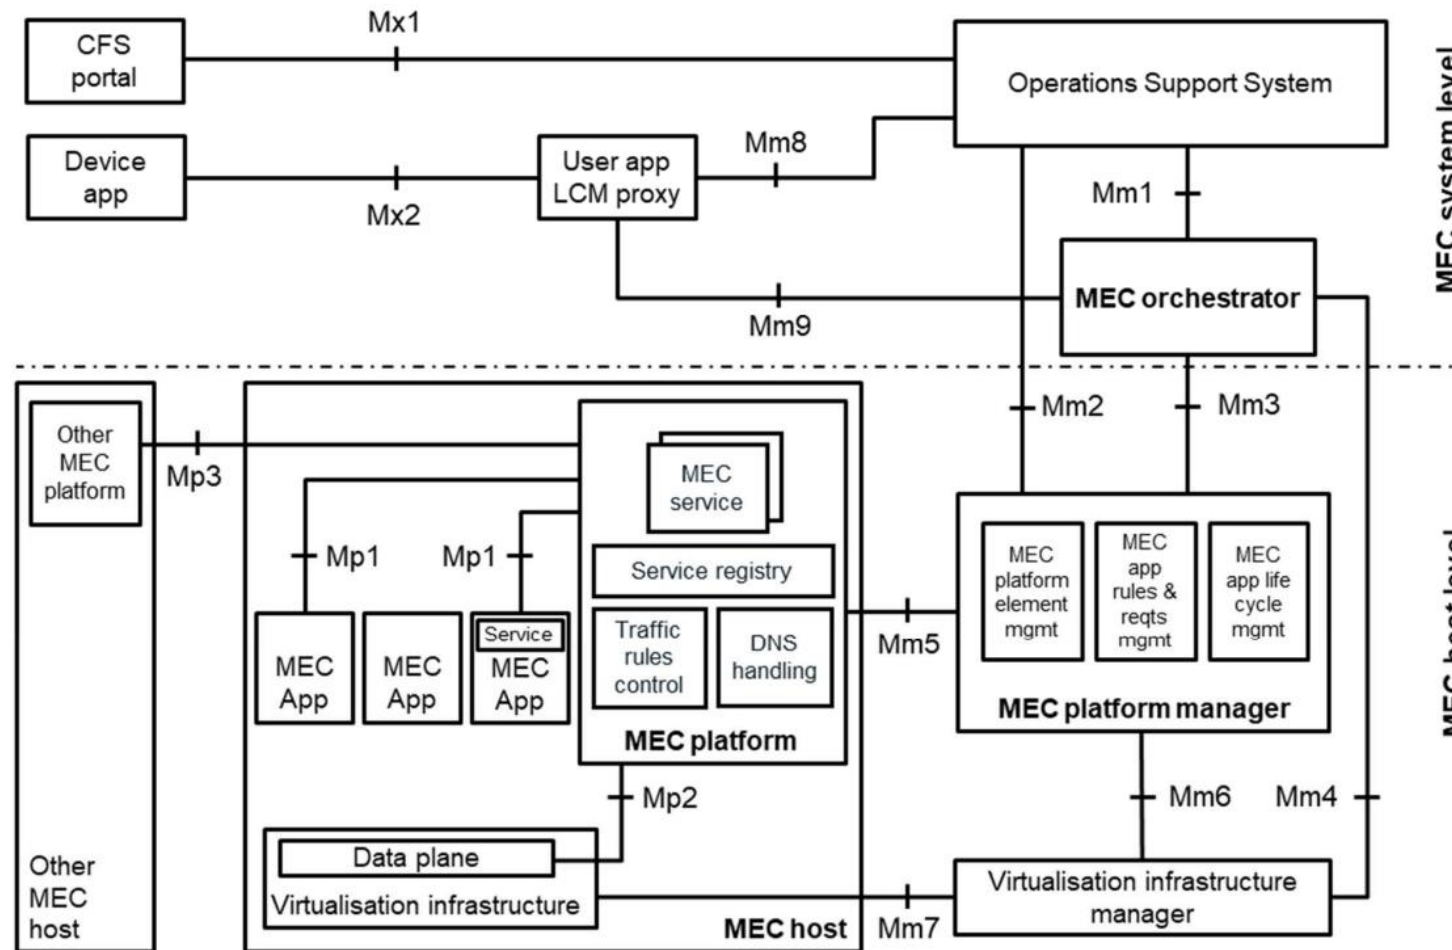 Mx1
CFS
portal
Operations Support System
MEC system level
Device
app
Mx2
User app
LCM proxy
Mm8
Mm1
MEC orchestrator
Mm9
Mm2
Mm3
Other
MEC
platform
Mp3
MEC
service
Mp1
Mp1
Service registry
Traffic
rules
control
DNS
handling
MEC platform
MEC
App
MEC
App
Service
MEC
App
Mm5
MEC
platform
element
mgmt
MEC
app
rules &
reqts
mgmt
MEC
app life
cycle
mgmt
MEC platform manager
MEC host level
Mp2
Mm6
Mm4
Data plane
Virtualisation infrastructure
MEC host
Mm7
Virtualisation infrastructure
manager
Other
MEC
host